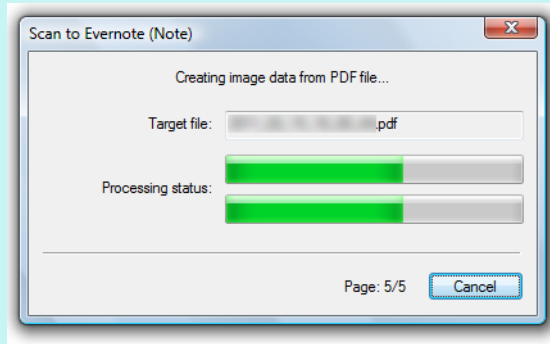 Scan to Evernote (Note)
Creating image data from PDF file...
Target file: .pdf
Processing status:
Page: 5/5 Cancel